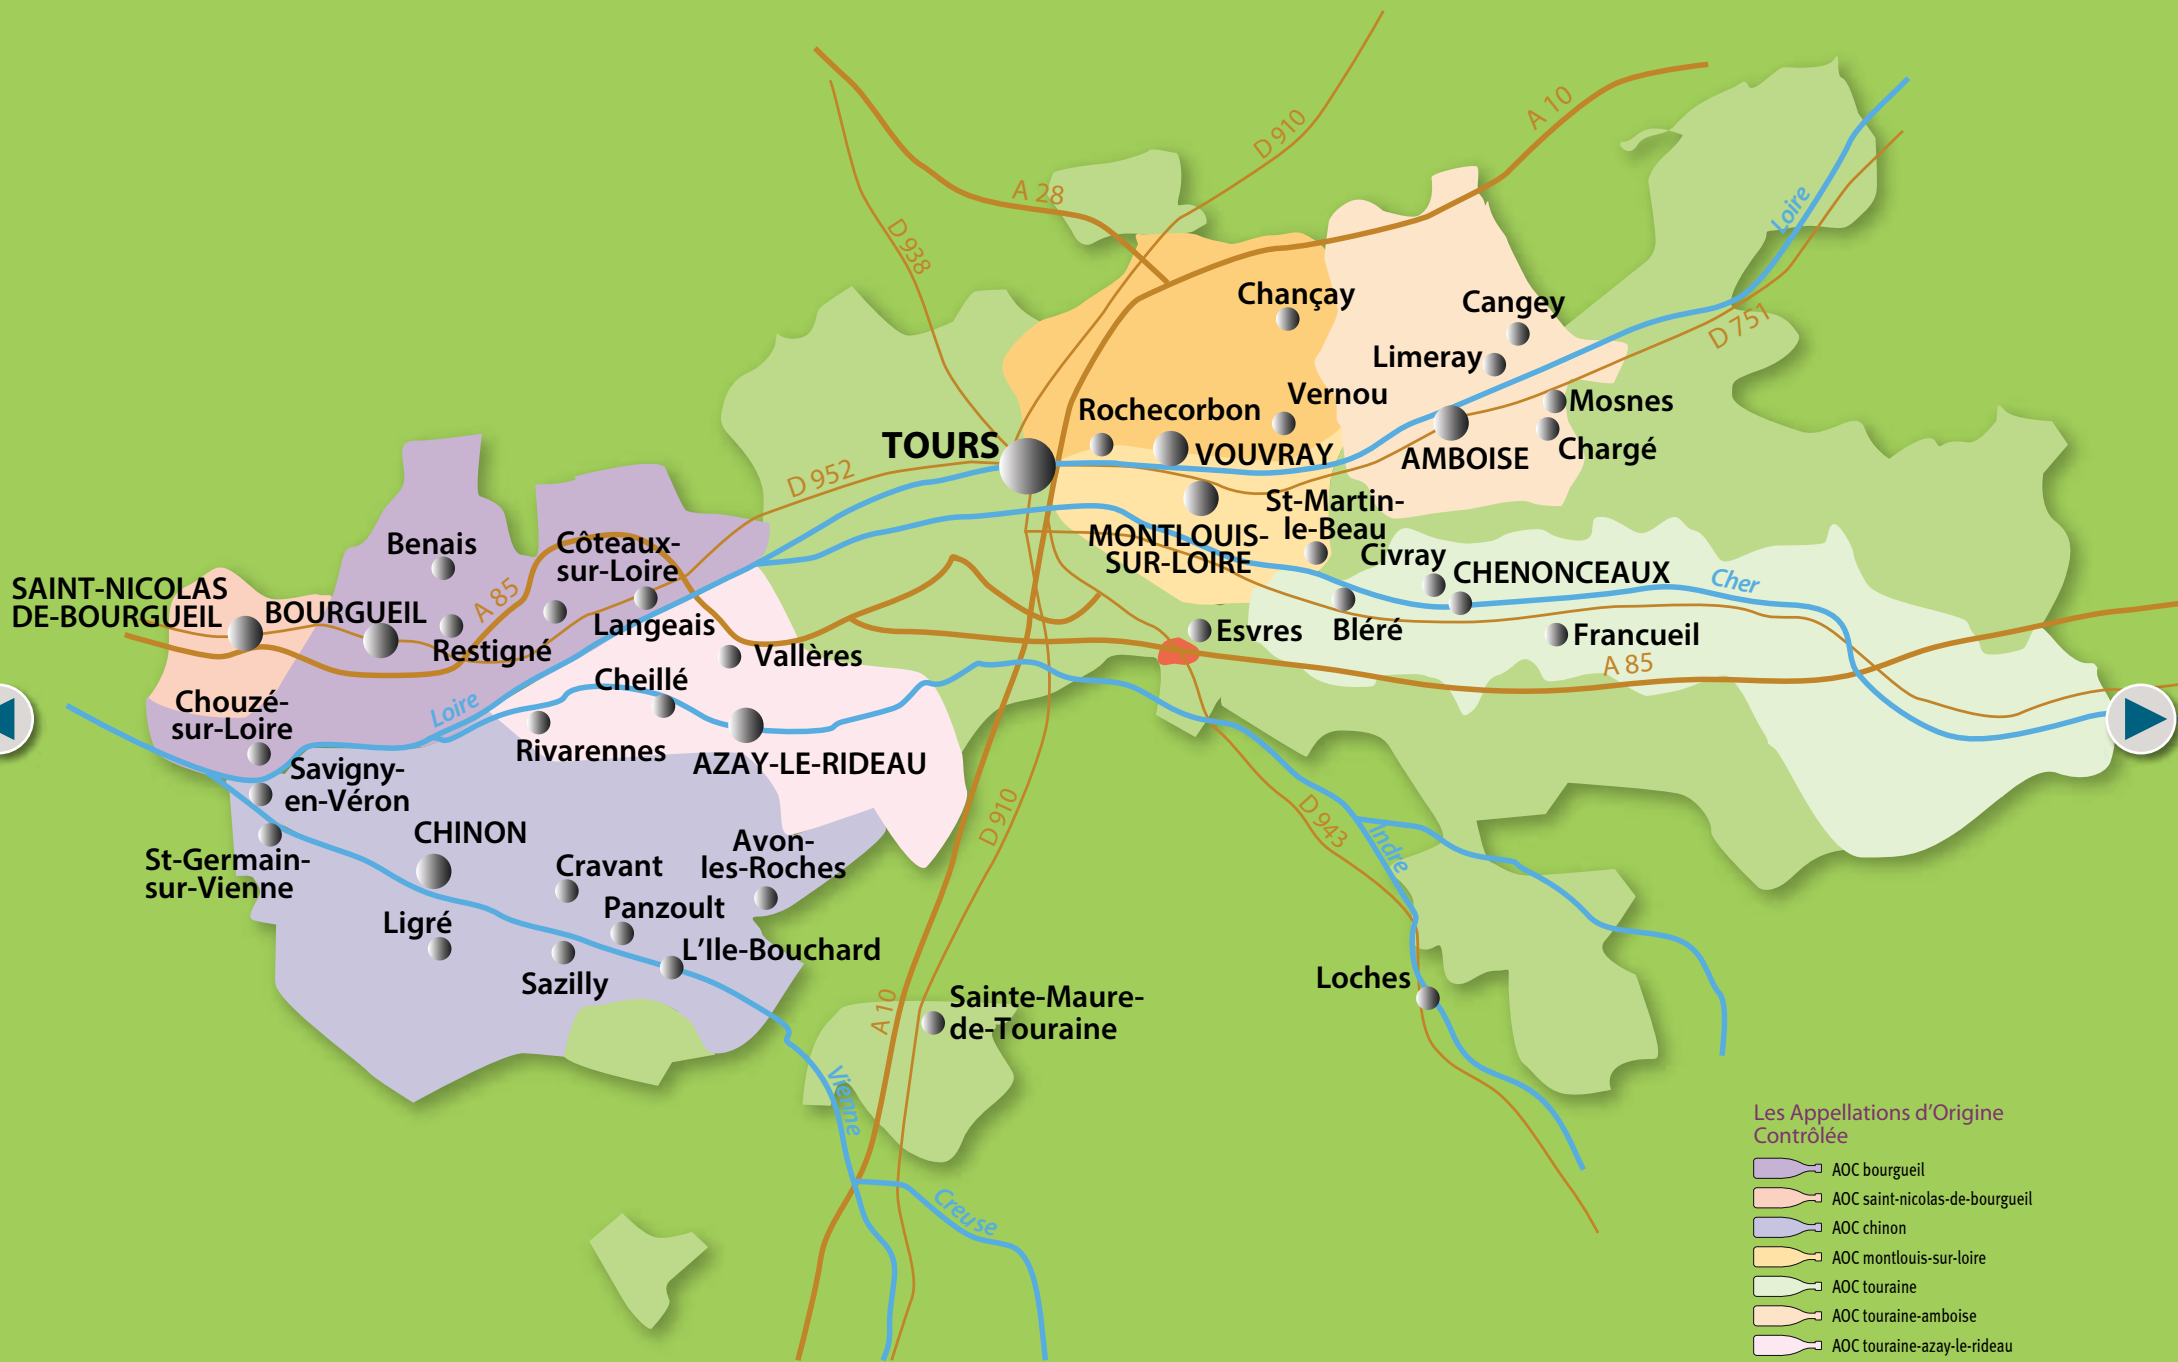 D 910
A 10
A 28
Loire
D 938
Chançay
Cangey
D 751
Limeray
Vernou
Mosnes
Rochecorbon
TOURS
VOUVRAY
AMBOISE
Chargé
D 952
St-Martin-
le-Beau
MONTLOUIS-
SUR-LOIRE
Benais
Côteaux-
sur-Loire
Civray
CHENONCEAUX
Cher
SAINT-NICOLAS
DE-BOURGUEIL
BOURGUEIL
A 85
Langeais
Esvres
Bléré
Francueil
Restigné
Vallères
A 85
Cheillé
Chouzé-
sur-Loire
Loire
Rivarennes
AZAY-LE-RIDEAU
Savigny-
en-Véron
CHINON
D 910
D 943
Indre
Avon-
les-Roches
St-Germain-
sur-Vienne
Cravant
Panzoult
Ligré
L'Ile-Bouchard
Sazilly
Loches
A 10
Sainte-Maure-
de-Touraine
Vienne
Creuse
Les Appellations d'Origine
Contrôlée
AOC bourgueil
AOC saint-nicolas-de-bourgueil
AOC chinon
AOC montlouis-sur-loire
AOC touraine
AOC touraine-amboise
AOC touraine-azay-le-rideau